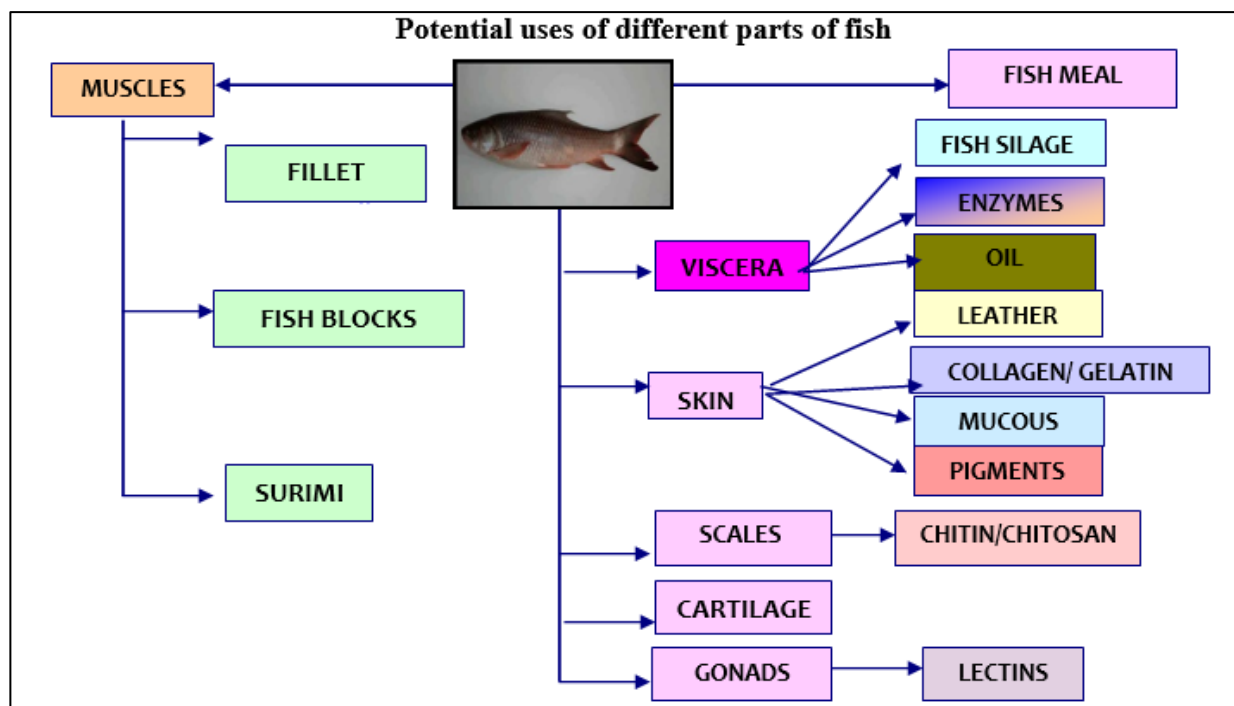 Potential uses of different parts of fish
MUSCLES
FILLET
FISH BLOCKS
SURIMI
FISH MEAL
VISCERA
FISH SILAGE
ENZYMES
OIL
SKIN
LEATHER
COLLAGEN/ GELATIN
MUCOUS
PIGMENTS
SCALES
CHITIN/CHITOSAN
CARTILAGE
GONADS
LECTINS